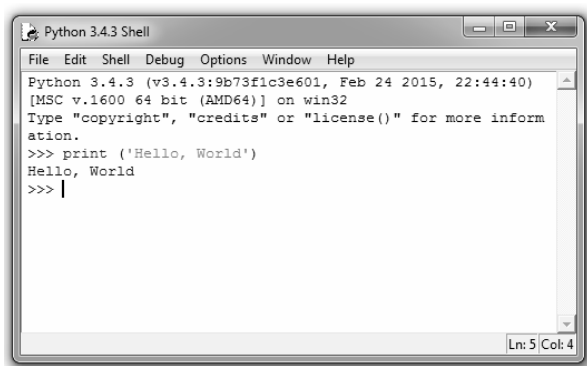 Python 3.4.3 Shell
File Edit Shell Debug Options Window Help
Python 3.4.3 (v3.4.3:9b73f1c3e601, Feb 24 2015, 22:44:40)
[MSC v.1600 64 bit (AMD64)] on win32
Type "copyright", "credits" or "license()" for more inform
ation.
>>> print ('Hello, World')
Hello, World
>>>
Ln: 5 Col: 4